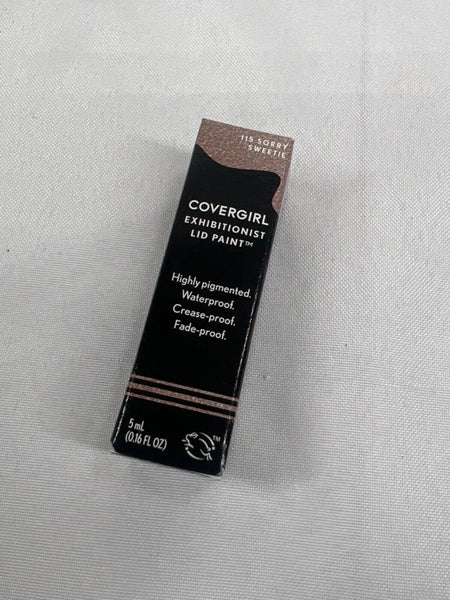 115 SORRY
SWEETIE
COVERGIRL
EXHIBITIONIST
LID PAINT™
Highly pigmented.
Waterproof.
Crease-proof.
Fade-proof.
5 mL
(0.16 FL OZ)
™